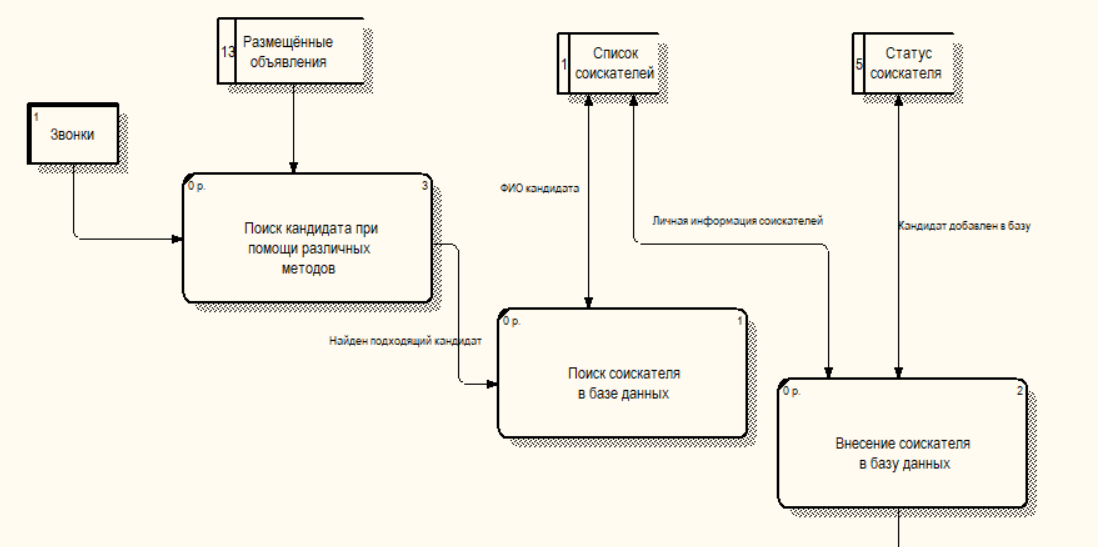 13
Размещённые
объявления
1
Список
соискателей
5
Статус
соискателя
1
Звонки
0 р.
3
Поиск кандидата при
помощи различных
методов
ФИО кандидата
Личная информация соискателей
Кандидат добавлен в базу
Найден подходящий кандидат
0 р.
1
Поиск соискателя
в базе данных
0 р.
2
Внесение соискателя
в базу данных